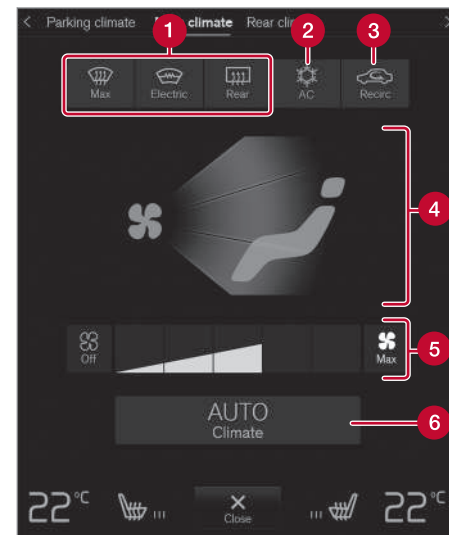 Parking climate climate Rear
1 2 3
Max Electric Rear AC Recirc
4
Off Max 5
AUTO 6
Climate
22°C 22°C
Close